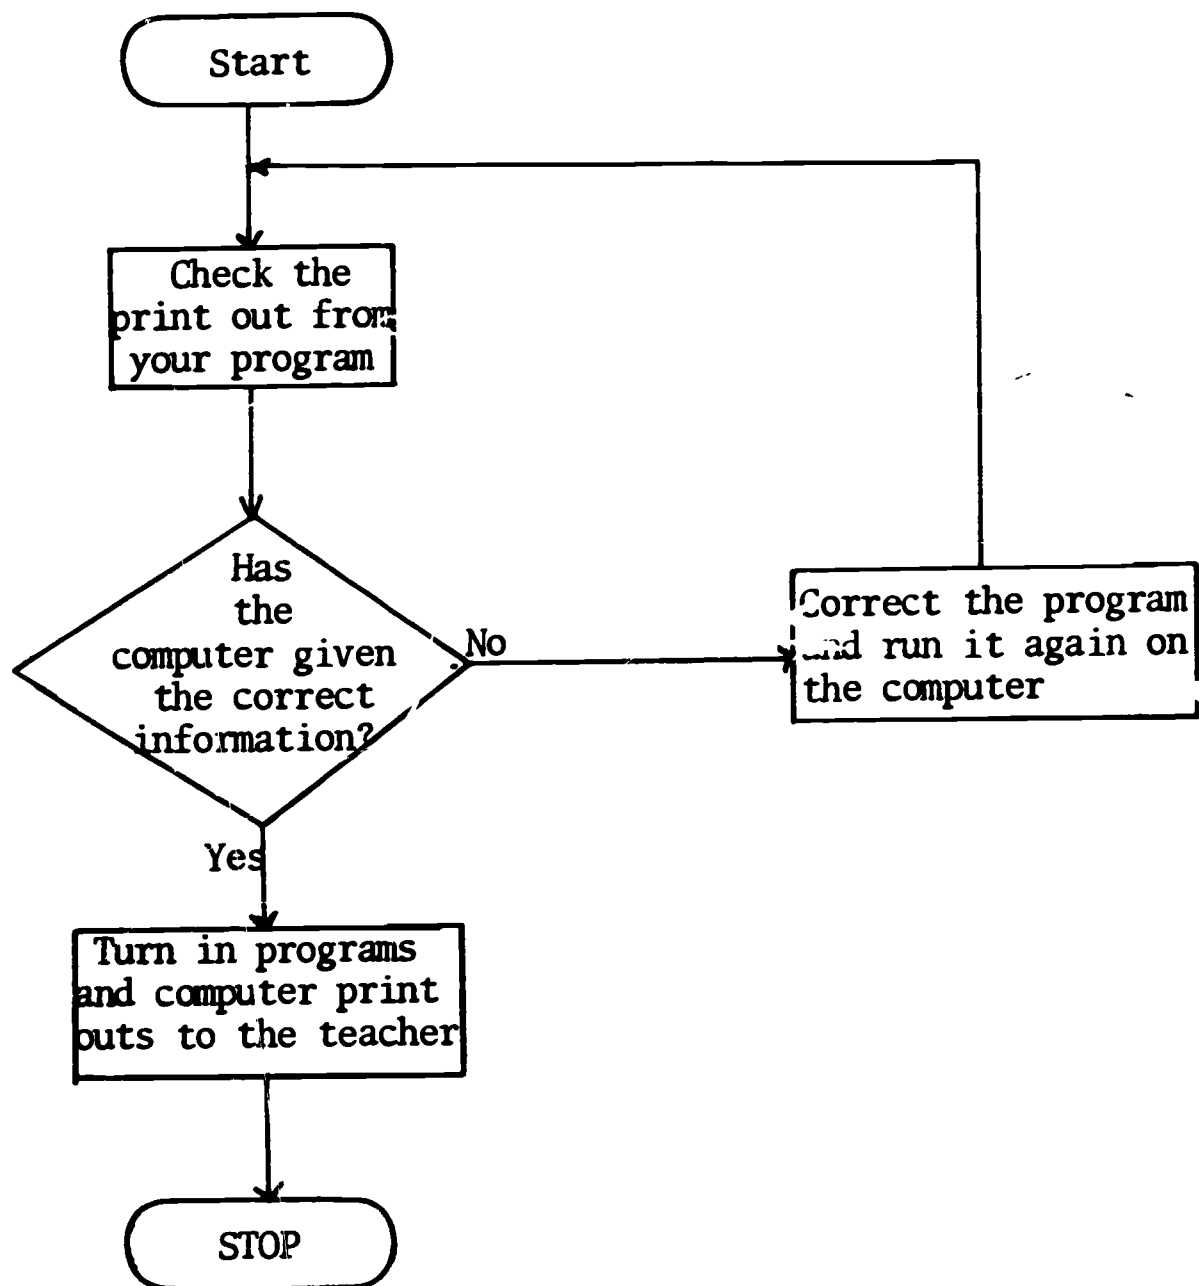 Start
Check the
print out from
your program
Has
the
computer given
the correct
information?
No
Correct the program
and run it again on
the computer
Yes
Turn in programs
and computer print
outs to the teacher
STOP